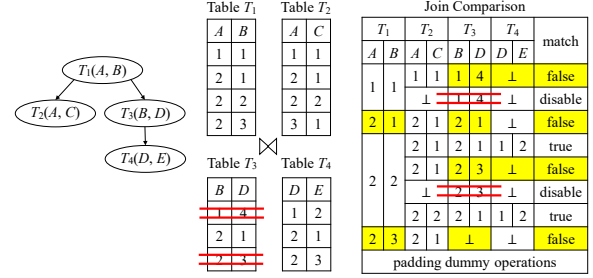 T1(A, B)
T2(A, C) T3(B, D)
T4(D, E)
Table T1
A B
1 1
2 1
2 2
2 3
Table T2
A C
1 1
2 1
2 2
3 1
⋈
Table T3
B D
1 4
2 1
2 3
Table T4
D E
1 2
2 1
2 3
Join Comparison
T1 T2 T3 T4 match
A B A C B D D E
1 1 1 1 1 4 ⊥ false
⊥ 1 4 ⊥ disable
2 1 2 1 2 1 ⊥ false
2 2 2 1 2 1 1 2 true
2 1 2 3 ⊥ false
⊥ 2 3 ⊥ disable
2 2 2 1 1 2 true
2 3 2 1 ⊥ ⊥ false
padding dummy operations